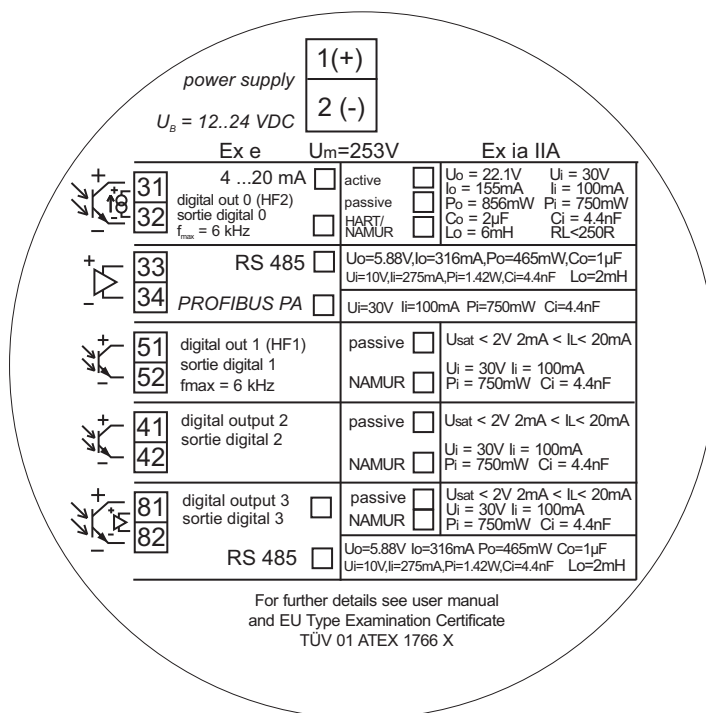 1(+)
power supply
2 (-)
UB = 12..24 VDC
Ex e Um=253V Ex ia IIA
+ 31 4 ...20 mA active Uo = 22.1V Ui = 30V
Io = 155mA Ii = 100mA
digital out 0 (HF2) passive Po = 856mW Pi = 750mW
- 32 sortie digital 0 HART/ Co = 2µF Ci = 4.4nF
fmax = 6 kHz NAMUR Lo = 6mH RL<250R
+ 33 RS 485 Uo=5.88V,Io=316mA,Po=465mW,Co=1µF
Ui=10V,Ii=275mA,Pi=1.42W,Ci=4.4nF Lo=2mH
- 34 PROFIBUS PA Ui=30V Ii=100mA Pi=750mW Ci=4.4nF
+ 51 digital out 1 (HF1) passive Usat < 2V 2mA < IL< 20mA
sortie digital 1 Ui = 30V Ii = 100mA
- 52 fmax = 6 kHz NAMUR Pi = 750mW Ci = 4.4nF
+ 41 digital output 2 passive Usat < 2V 2mA < IL< 20mA
sortie digital 2 Ui = 30V Ii = 100mA
- 42 NAMUR Pi = 750mW Ci = 4.4nF
+ 81 digital output 3 passive Usat < 2V 2mA < IL< 20mA
sortie digital 3 Ui = 30V Ii = 100mA
- 82 NAMUR Pi = 750mW Ci = 4.4nF
RS 485 Uo=5.88V Io=316mA Po=465mW Co=1µF
Ui=10V,Ii=275mA,Pi=1.42W,Ci=4.4nF Lo=2mH
For further details see user manual
and EU Type Examination Certificate
TÜV 01 ATEX 1766 X